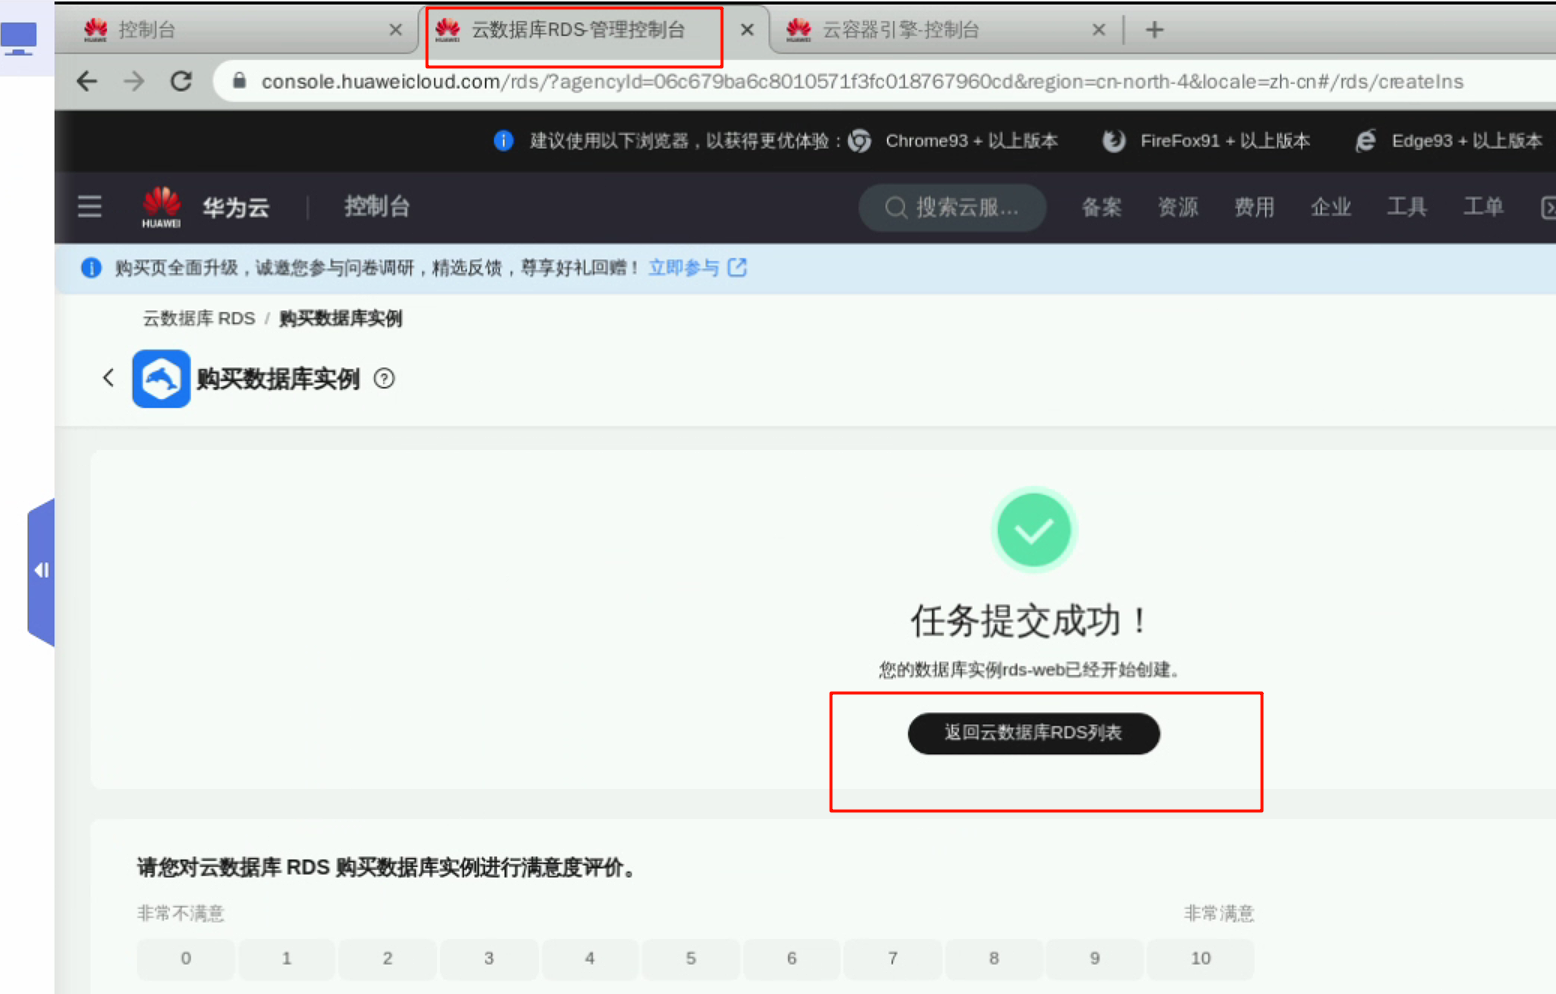 控制台
云数据库RDS-管理控制台
云容器引擎-控制台
console.huaweicloud.com/rds/?agencyId=06c679ba6c8010571f3fc018767960cd&region=cn-north-4&locale=zh-cn#/rds/createIns
建议使用以下浏览器，以获得更优体验： Chrome93 + 以上版本 FireFox91 + 以上版本 Edge93 + 以上版本
HUAWEI 华为云 控制台 搜索云服... 备案 资源 费用 企业 工具 工单
购买页全面升级，诚邀您参与问卷调研，精选反馈，尊享好礼回赠！ 立即参与
云数据库 RDS / 购买数据库实例
购买数据库实例
任务提交成功！
您的数据库实例rds-web已经开始创建。
返回云数据库RDS列表
请您对云数据库 RDS 购买数据库实例进行满意度评价。
非常不满意 非常满意
0 1 2 3 4 5 6 7 8 9 10